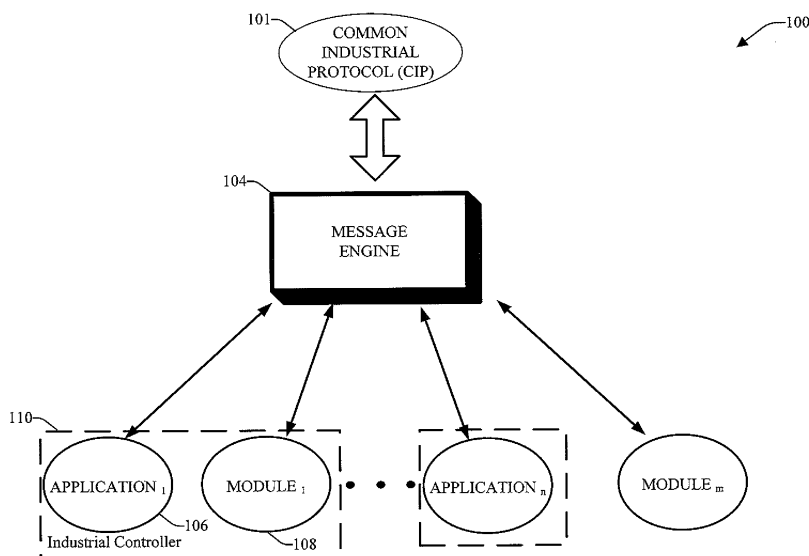 101
COMMON
INDUSTRIAL
PROTOCOL (CIP)
100
104
MESSAGE
ENGINE
110
APPLICATION 1
MODULE 1
APPLICATION n
MODULE m
106
108
Industrial Controller